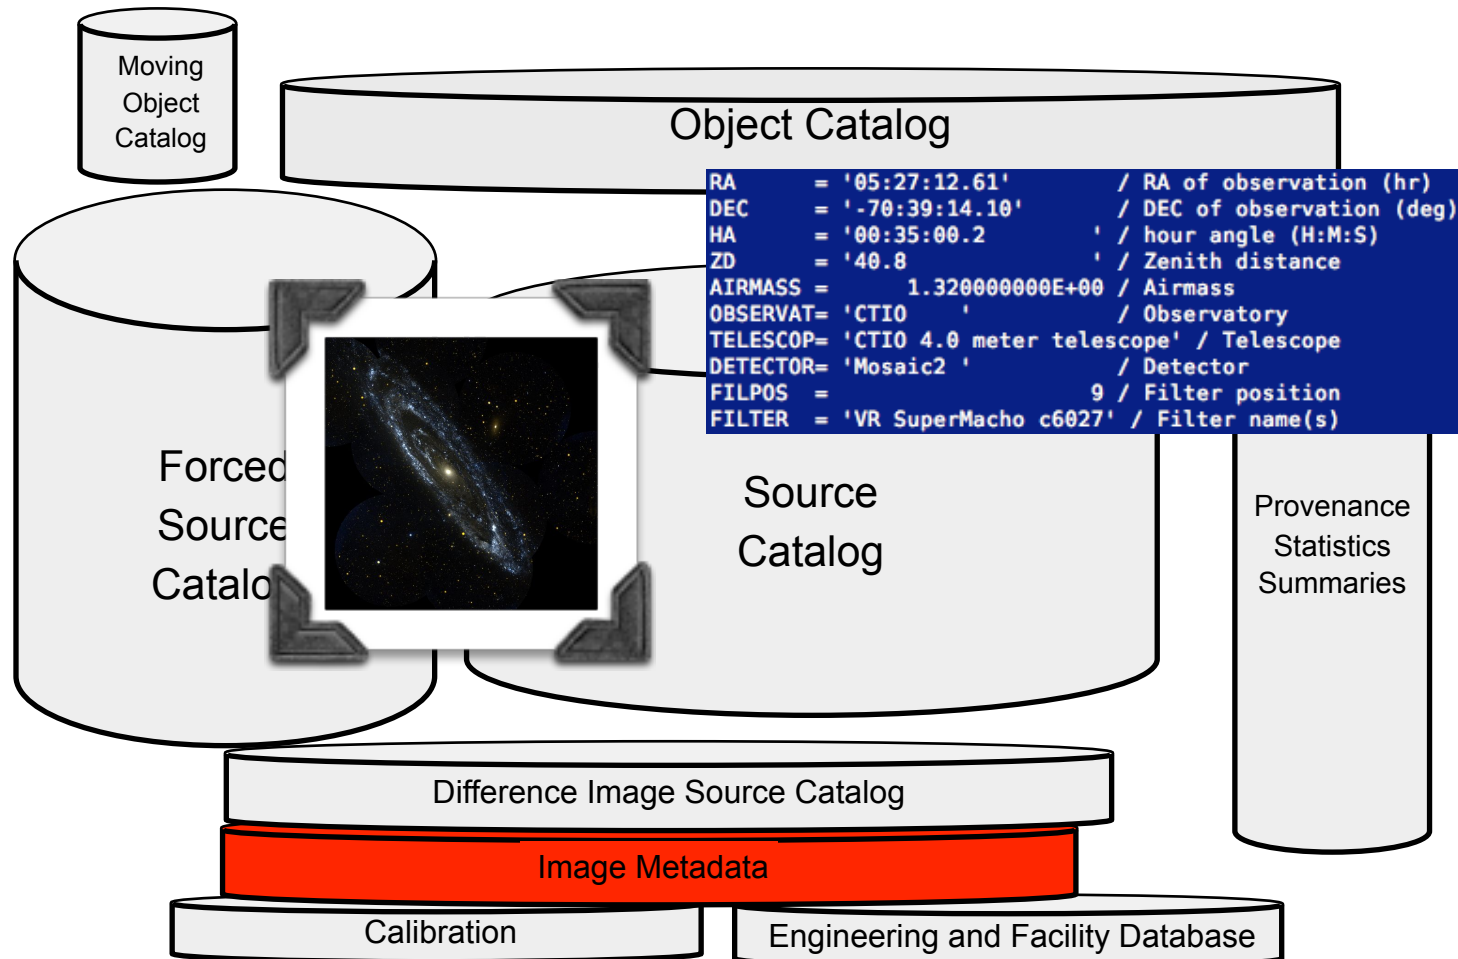 Moving
Object
Catalog
Object Catalog
RA      = '05:27:12.61'        / RA of observation (hr)
DEC     = '-70:39:14.10'       / DEC of observation (deg)
HA      = '00:35:00.2        ' / hour angle (H:M:S)
ZD      = '40.8              ' / Zenith distance
AIRMASS =      1.320000000E+00 / Airmass
OBSERVAT= 'CTIO    '           / Observatory
TELESCOP= 'CTIO 4.0 meter telescope' / Telescope
DETECTOR= 'Mosaic2 '           / Detector
FILPOS  =                    9 / Filter position
FILTER  = 'VR SuperMacho c6027' / Filter name(s)
Forced
Source
Catalo
Source
Catalog
Provenance
Statistics
Summaries
Difference Image Source Catalog
Image Metadata
Calibration
Engineering and Facility Database